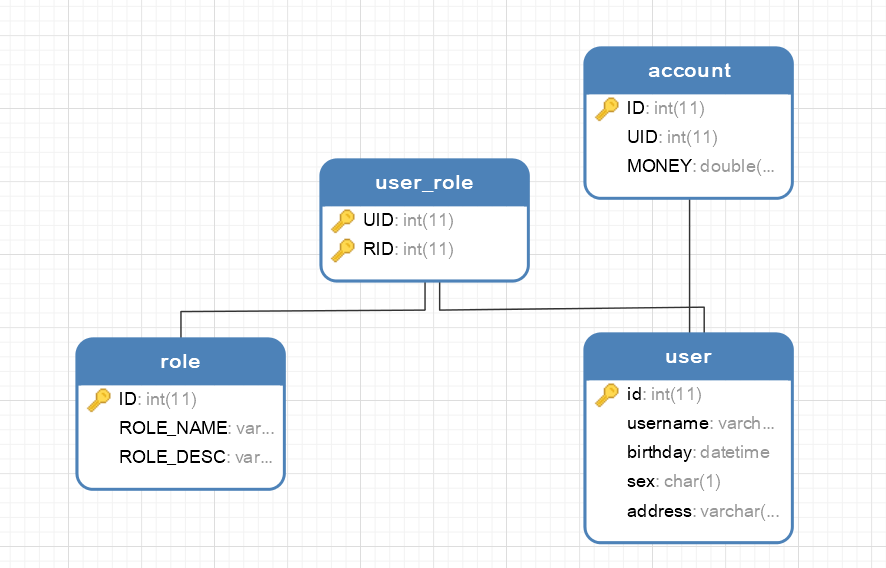 account
ID: int(11)
UID: int(11)
MONEY: double(...
user_role
UID: int(11)
RID: int(11)
role
ID: int(11)
ROLE_NAME: var...
ROLE_DESC: var...
user
id: int(11)
username: varch...
birthday: datetime
sex: char(1)
address: varchar(...